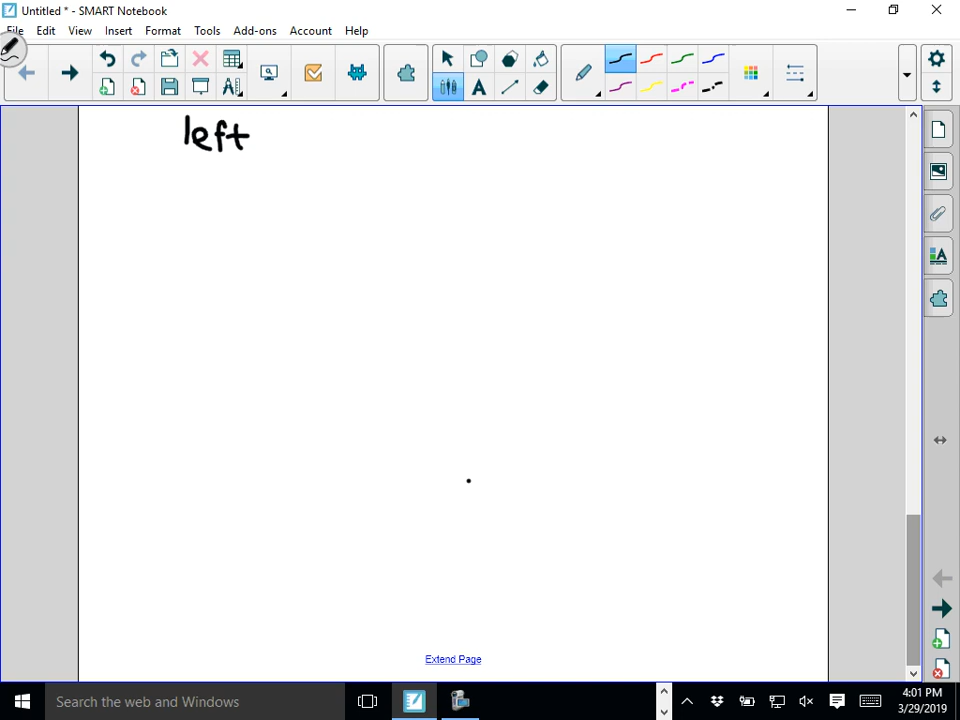 Untitled * - SMART Notebook
File Edit View Insert Format Tools Add-ons Account Help
left
Extend Page
Search the web and Windows
4:01 PM
3/29/2019